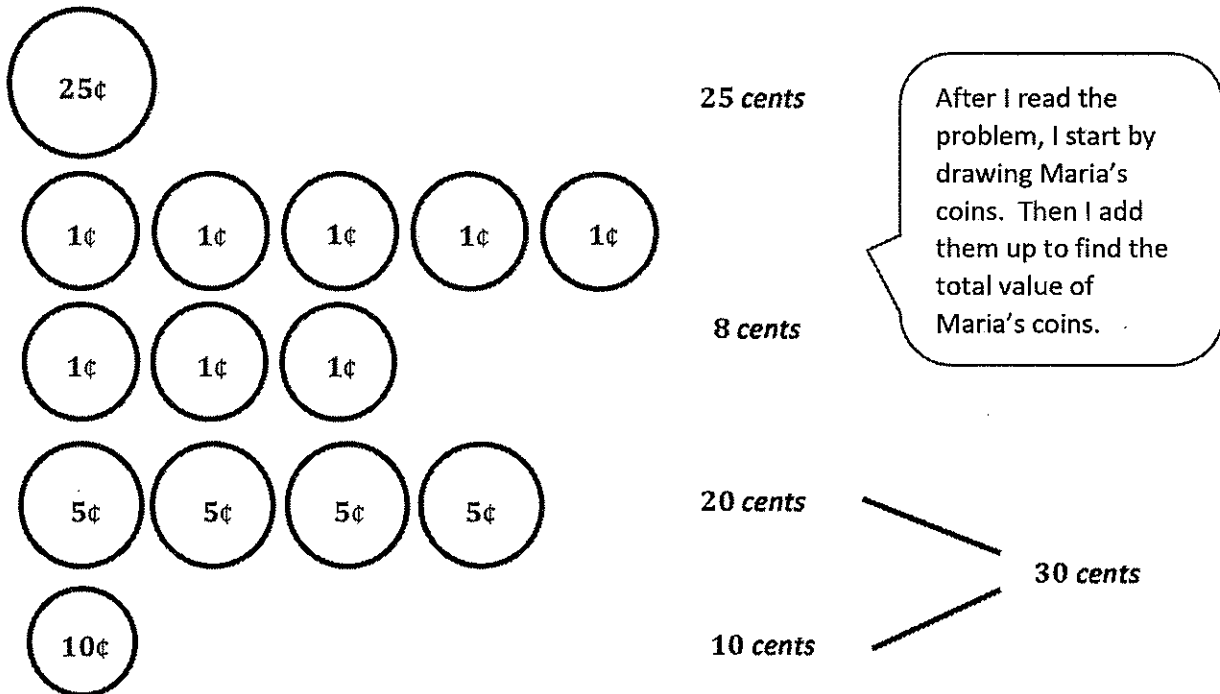 25¢
25 cents
After I read the
problem, I start by
drawing Maria's
coins. Then I add
them up to find the
total value of
Maria's coins.
1¢ 1¢ 1¢ 1¢ 1¢
8 cents
1¢ 1¢ 1¢
5¢ 5¢ 5¢ 5¢
20 cents
30 cents
10¢
10 cents